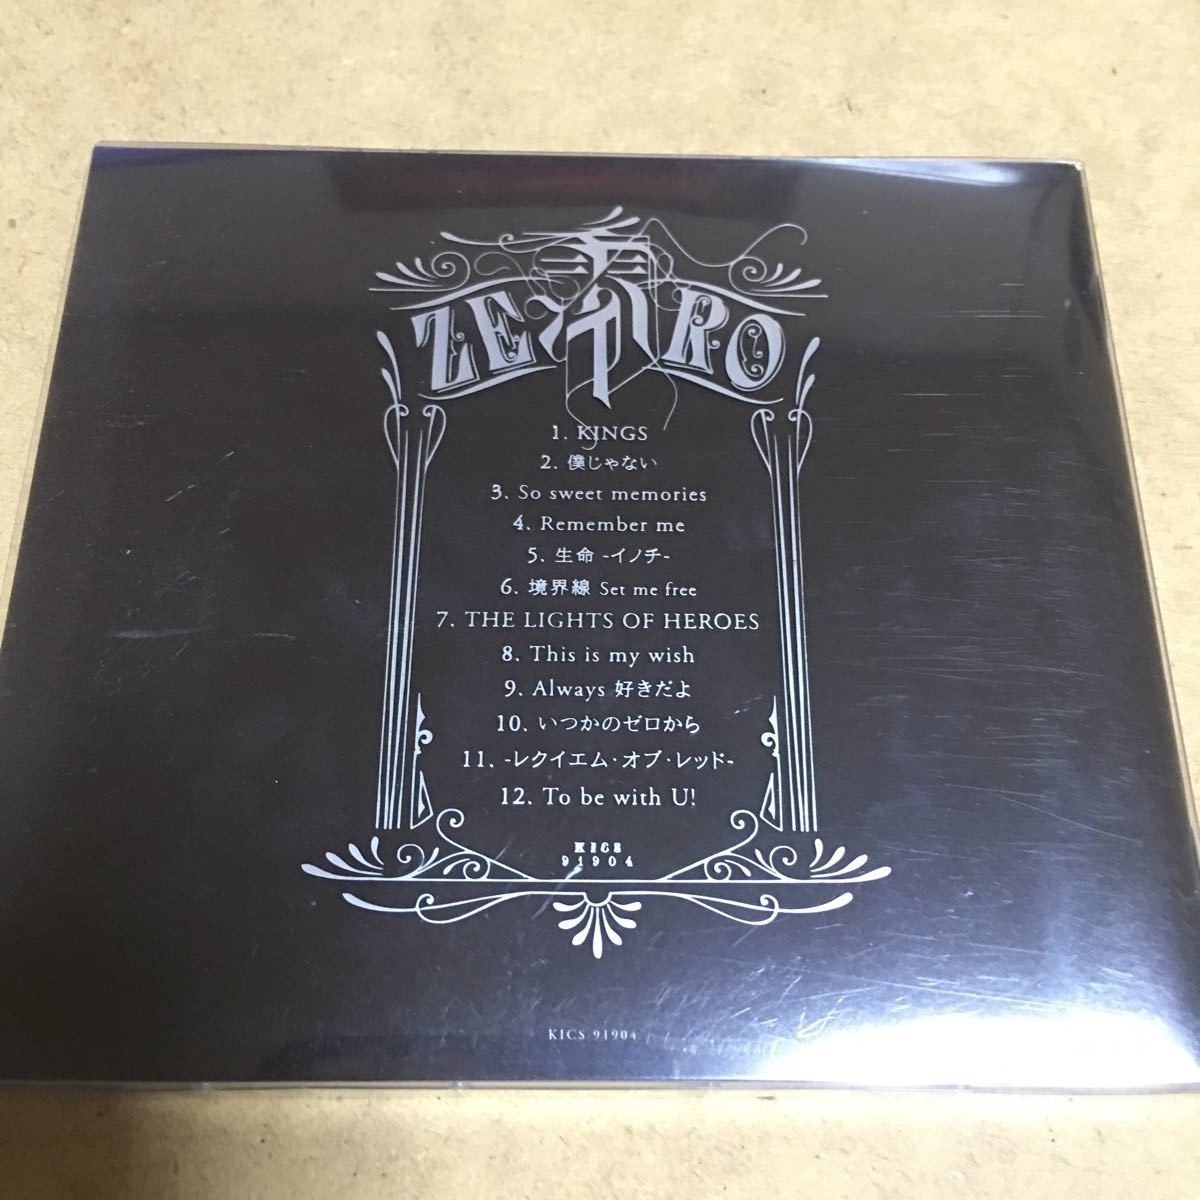 零
ZERO
1. KINGS
2. 僕じゃない
3. So sweet memories
4. Remember me
5. 生命 -イノチ-
6. 境界線 Set me free
7. THE LIGHTS OF HEROES
8. This is my wish
9. Always 好きだよ
10. いつかのゼロから
11. -レクイエム・オブ・レッド-
12. To be with U!
KICS
91904
KICS 91904